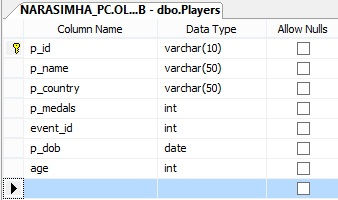 NARASIMHA_PC.OL...B - dbo.Players
Column Name Data Type Allow Nulls
p_id varchar(10)
p_name varchar(50)
p_country varchar(50)
p_medals int
event_id int
p_dob date
age int